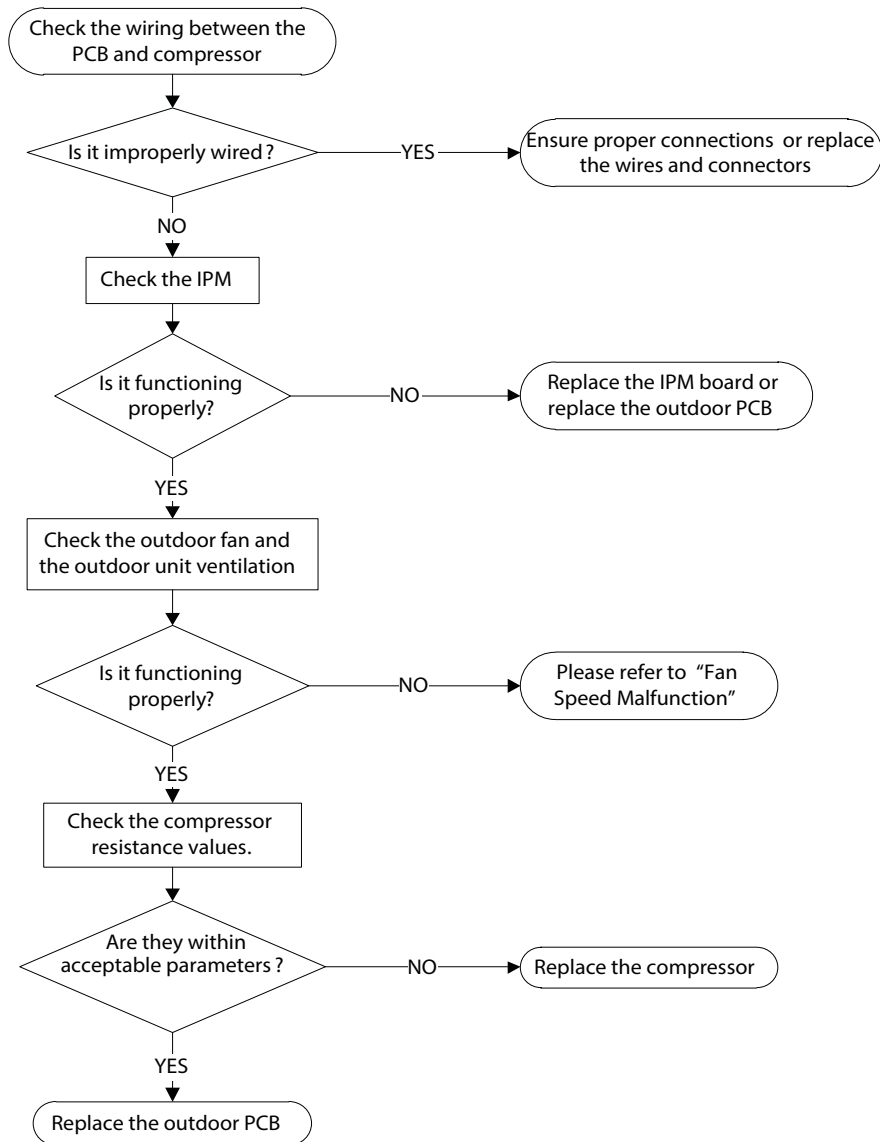 Check the wiring between the
PCB and compressor
Is it improperly wired ?
YES
Ensure proper connections or replace
the wires and connectors
NO
Check the IPM
Is it functioning
properly?
NO
Replace the IPM board or
replace the outdoor PCB
YES
Check the outdoor fan and
the outdoor unit ventilation
Is it functioning
properly?
NO
Please refer to “Fan
Speed Malfunction”
YES
Check the compressor
resistance values.
Are they within
acceptable parameters ?
NO
Replace the compressor
YES
Replace the outdoor PCB